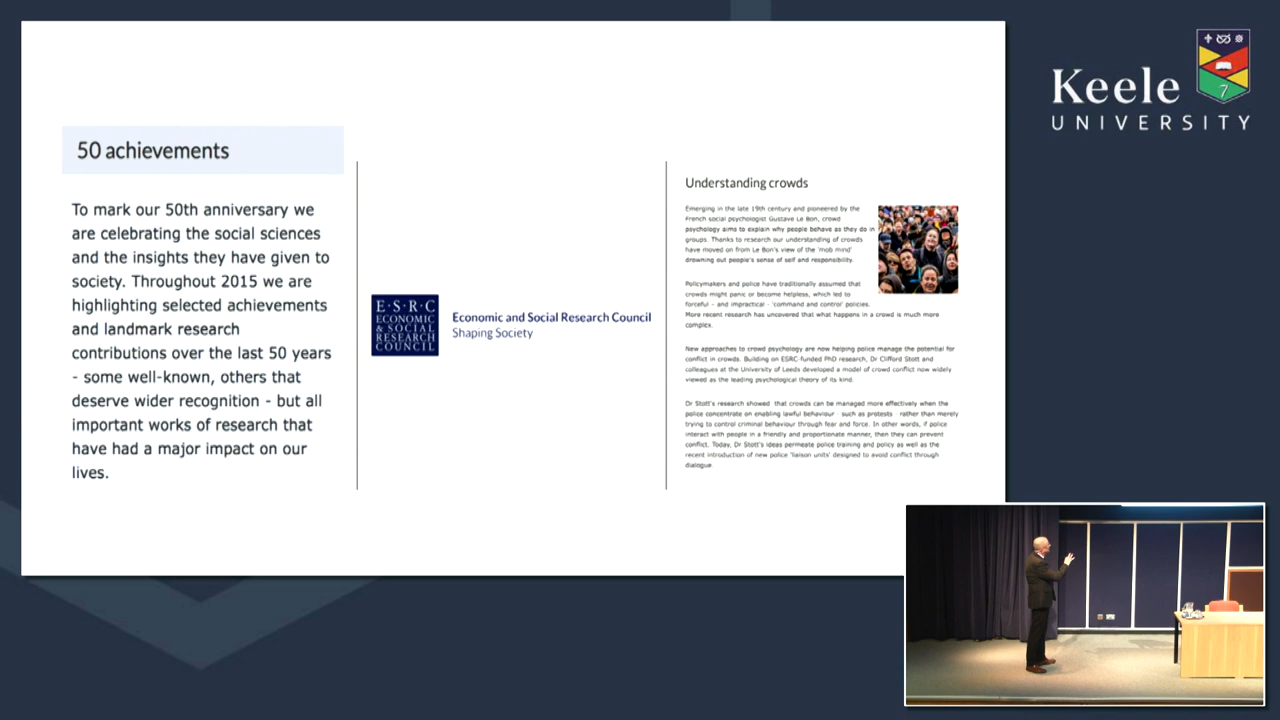 50 achievements
To mark our 50th anniversary we
are celebrating the social sciences
and the insights they have given to
society. Throughout 2015 we are
highlighting selected achievements
and landmark research
contributions over the last 50 years
- some well-known, others that
deserve wider recognition - but all
important works of research that
have had a major impact on our
lives.
E·S·R·C
ECONOMIC
& SOCIAL
RESEARCH
COUNCIL
Economic and Social Research Council
Shaping Society
Understanding crowds
Emerging in the late 19th century and pioneered by the
French social psychologist Gustave Le Bon, crowd
psychology aims to explain why people behave as they do in
groups. Thanks to research our understanding of crowds
have moved on from Le Bon's view of the 'mob mind'
drowning out people's sense of self and responsibility.
Policymakers and police have traditionally assumed that
crowds might panic or become helpless, which led to
forceful - and impractical - 'command and control' policies.
More recent research has uncovered that what happens in a crowd is much more
complex.
New approaches to crowd psychology are now helping police manage the potential for
conflict in crowds. Building on ESRC-funded PhD research, Dr Clifford Stott and
colleagues at the University of Leeds developed a model of crowd conflict now widely
viewed as the leading psychological theory of its kind.
Dr Stott's research showed that crowds can be managed more effectively when the
police concentrate on enabling lawful behaviour - such as protests - rather than merely
trying to control criminal behaviour through fear and force. In other words, if police
interact with people in a friendly and proportionate manner, then they can prevent
conflict. Today, Dr Stott's ideas permeate police training and policy as well as the
recent introduction of new police 'liaison units' designed to avoid conflict through
dialogue.
Keele
UNIVERSITY
7